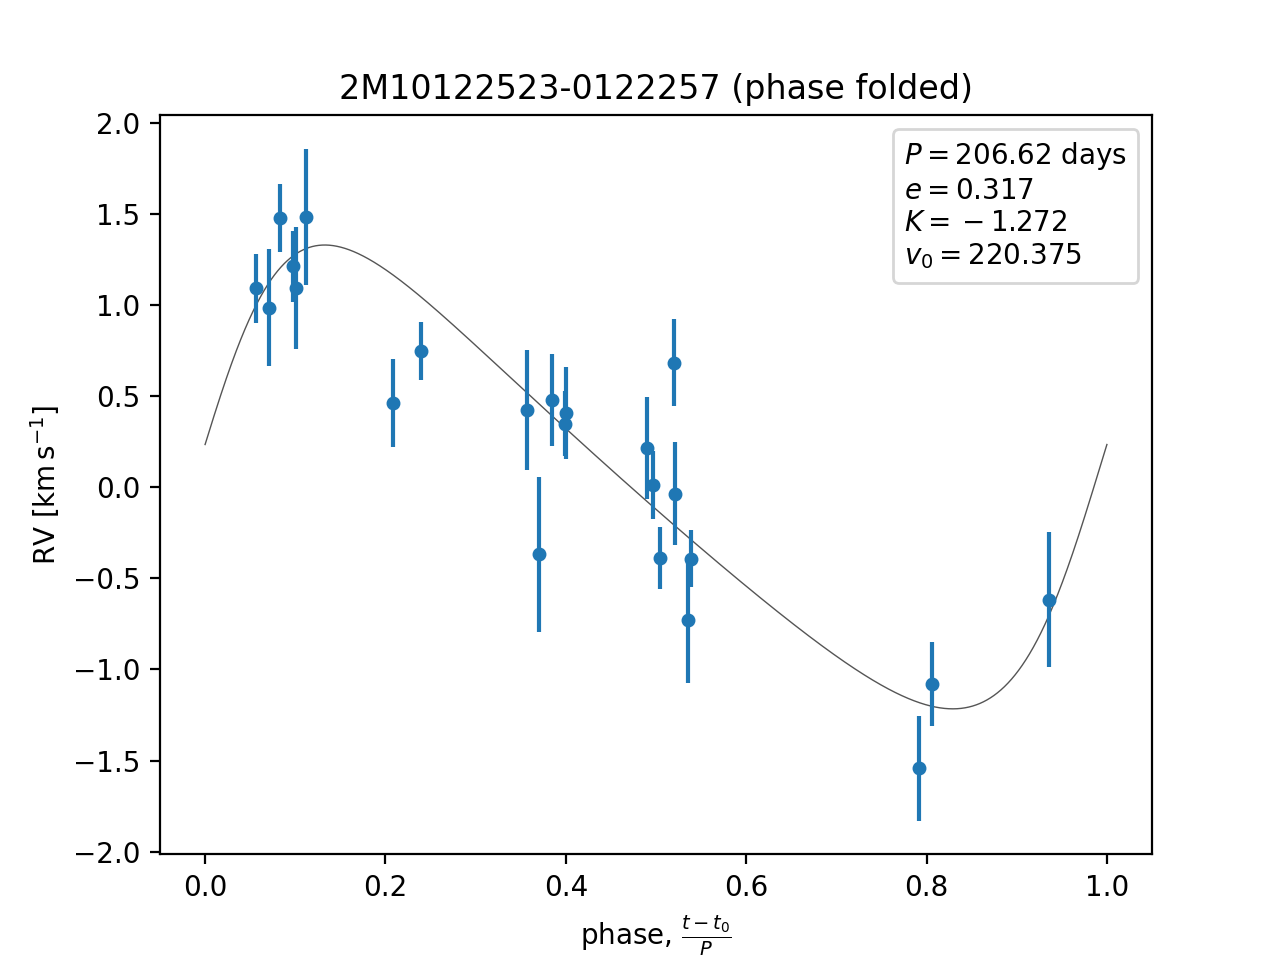 2M10122523-0122257 (phase folded)
P = 206.62 days
e = 0.317
K = −1.272
v₀ = 220.375
2.0
1.5
1.0
0.5
0.0
−0.5
−1.0
−1.5
−2.0
RV [km s⁻¹]
0.0 0.2 0.4 0.6 0.8 1.0
phase, (t − t₀)/P